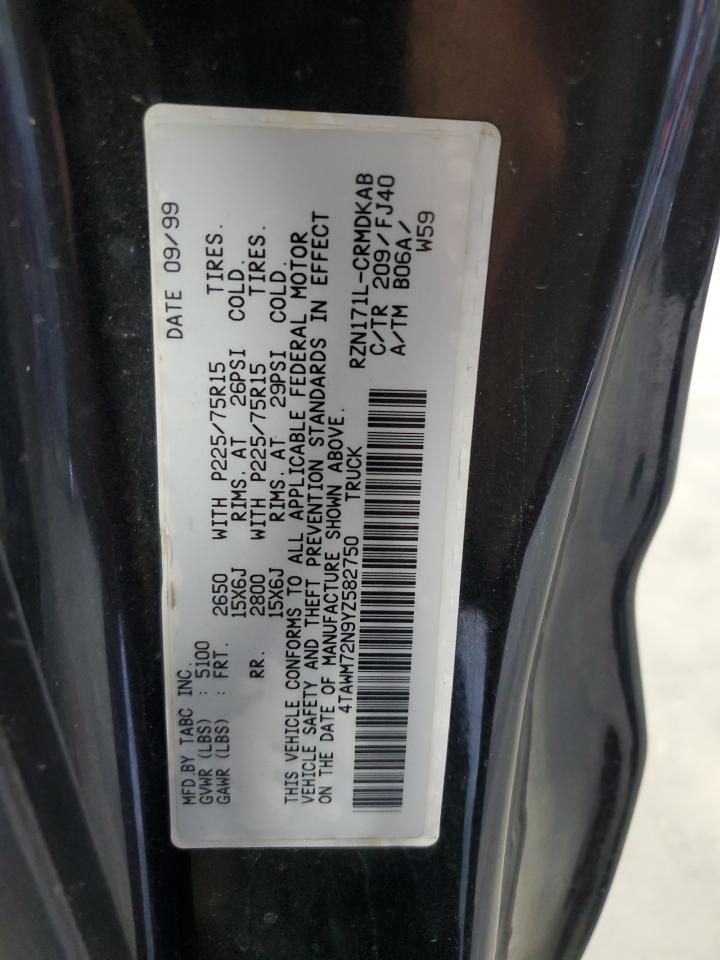 MFD.BY TABC INC. DATE 09/99
GVWR (LBS) : 5100
GAWR (LBS) : FRT. 2650 WITH P225/75R15 TIRES.
15X6J RIMS. AT 26PSI COLD.
RR. 2800 WITH P225/75R15 TIRES.
15X6J RIMS. AT 29PSI COLD.
THIS VEHICLE CONFORMS TO ALL APPLICABLE FEDERAL MOTOR
VEHICLE SAFETY AND THEFT PREVENTION STANDARDS IN EFFECT
ON THE DATE OF MANUFACTURE SHOWN ABOVE.
4TAWM72N9YZ582750 TRUCK
RZN171L-CRMDKAB
C/TR 209/FJ40
A/TM B06A/
W59